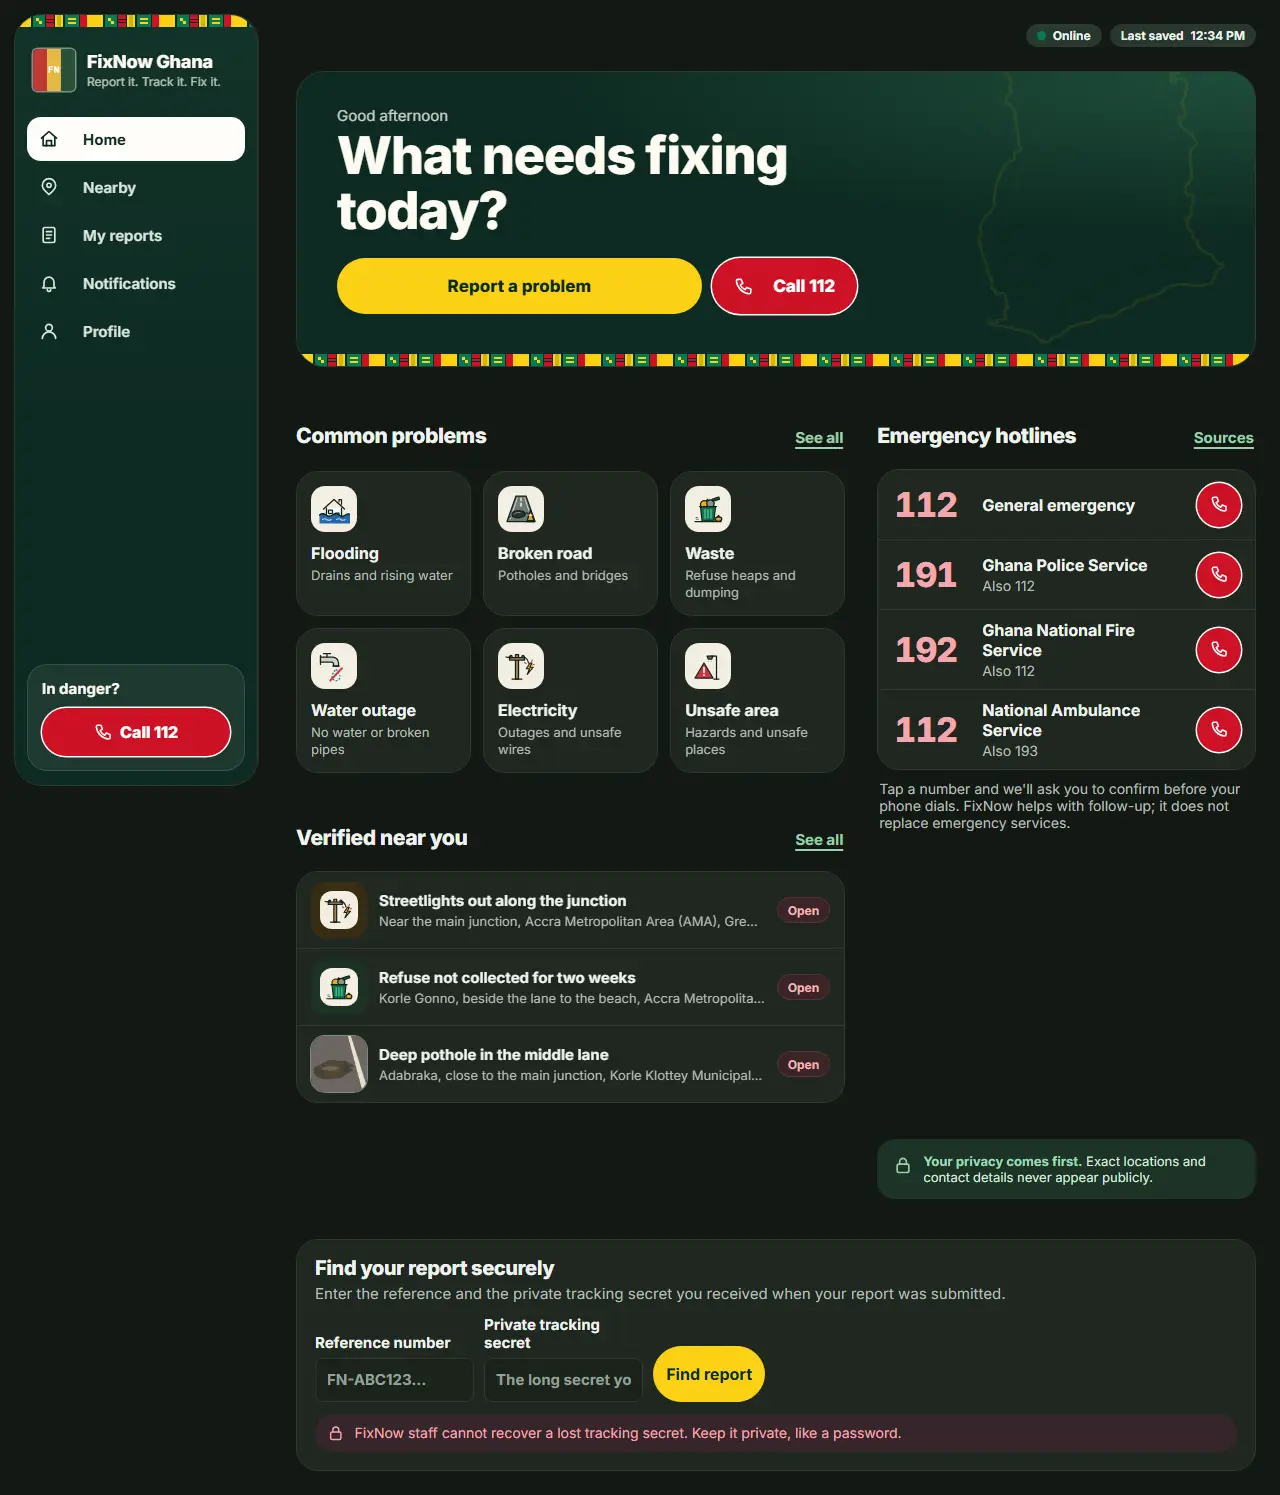 FN
FixNow Ghana
Report it. Track it. Fix it.
Home
Nearby
My reports
Notifications
Profile
In danger?
Call 112
Online
Last saved 12:34 PM
Good afternoon
What needs fixing
today?
Report a problem
Call 112
Common problems
See all
Flooding
Drains and rising water
Broken road
Potholes and bridges
Waste
Refuse heaps and
dumping
Water outage
No water or broken
pipes
Electricity
Outages and unsafe
wires
Unsafe area
Hazards and unsafe
places
Emergency hotlines
Sources
112
General emergency
191
Ghana Police Service
Also 112
192
Ghana National Fire
Service
Also 112
112
National Ambulance
Service
Also 193
Tap a number and we'll ask you to confirm before your
phone dials. FixNow helps with follow-up; it does not
replace emergency services.
Verified near you
See all
Streetlights out along the junction
Near the main junction, Accra Metropolitan Area (AMA), Gre...
Open
Refuse not collected for two weeks
Korle Gonno, beside the lane to the beach, Accra Metropolita...
Open
Deep pothole in the middle lane
Adabraka, close to the main junction, Korle Klottey Municipal...
Open
Your privacy comes first. Exact locations and
contact details never appear publicly.
Find your report securely
Enter the reference and the private tracking secret you received when your report was submitted.
Reference number
FN-ABC123...
Private tracking
secret
The long secret yo
Find report
FixNow staff cannot recover a lost tracking secret. Keep it private, like a password.